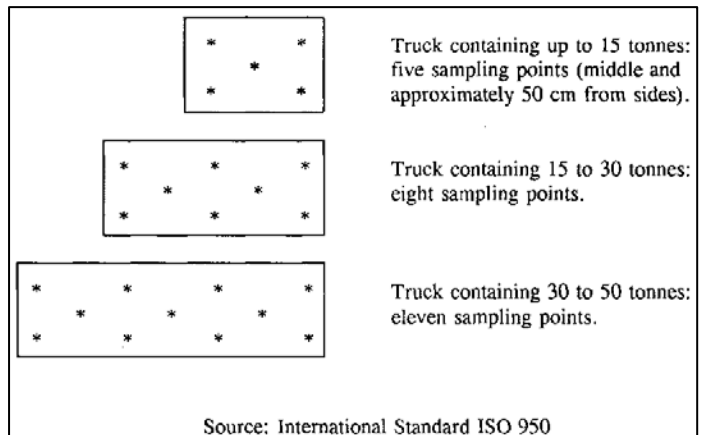 Truck containing up to 15 tonnes:
five sampling points (middle and
approximately 50 cm from sides).
Truck containing 15 to 30 tonnes:
eight sampling points.
Truck containing 30 to 50 tonnes:
eleven sampling points.
Source: International Standard ISO 950